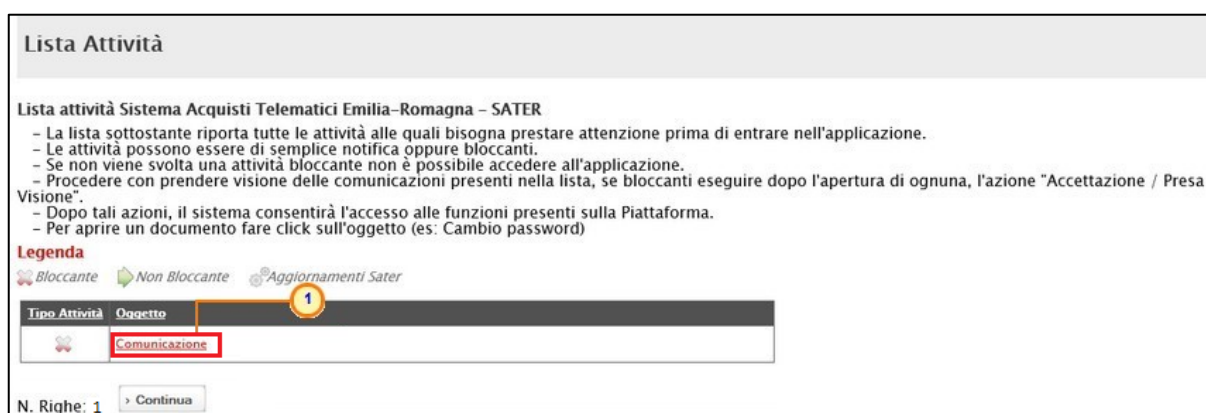 Lista Attività
Lista attività Sistema Acquisti Telematici Emilia-Romagna - SATER
- La lista sottostante riporta tutte le attività alle quali bisogna prestare attenzione prima di entrare nell'applicazione.
- Le attività possono essere di semplice notifica oppure bloccanti.
- Se non viene svolta una attività bloccante non è possibile accedere all'applicazione.
- Procedere con prendere visione delle comunicazioni presenti nella lista, se bloccanti eseguire dopo l'apertura di ognuna, l'azione "Accettazione / Presa
Visione".
- Dopo tali azioni, il sistema consentirà l'accesso alle funzioni presenti sulla Piattaforma.
- Per aprire un documento fare click sull'oggetto (es: Cambio password)
Legenda
Bloccante Non Bloccante Aggiornamenti Sater
1
Tipo Attività Oggetto
Comunicazione
N. Righe: 1 › Continua